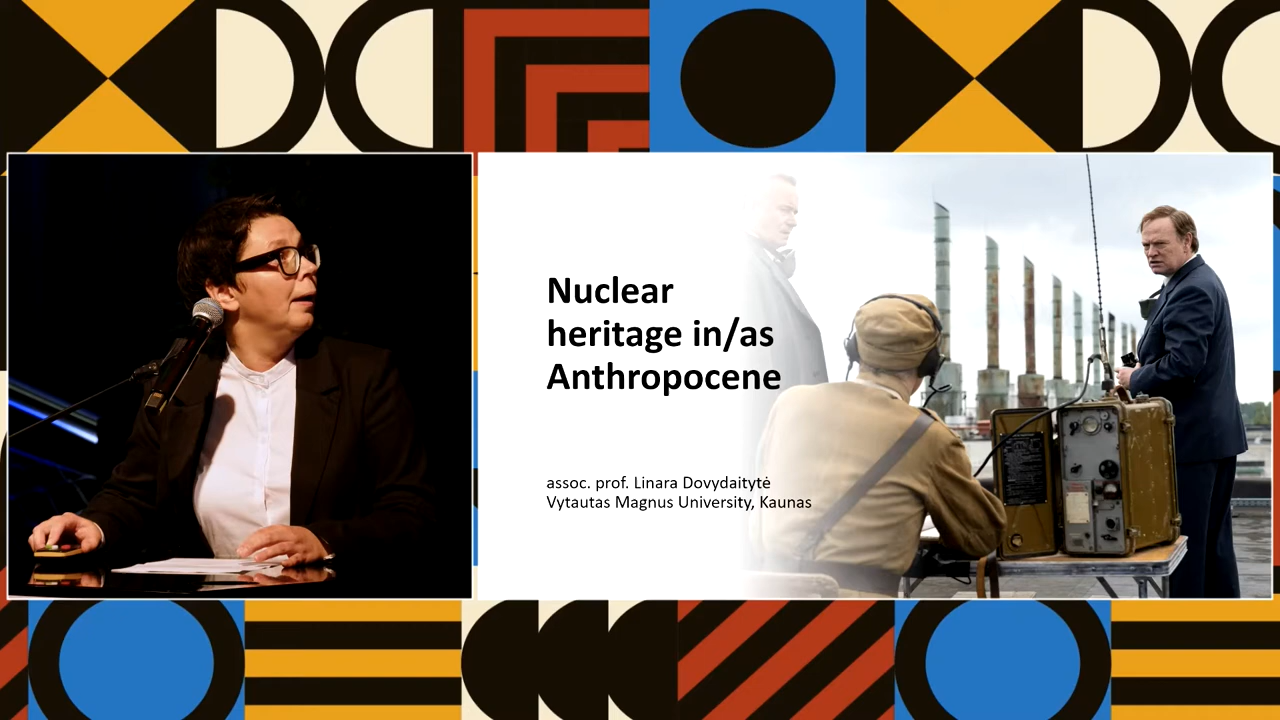 Nuclear
heritage in/as
Anthropocene
assoc. prof. Linara Dovydaitytė
Vytautas Magnus University, Kaunas